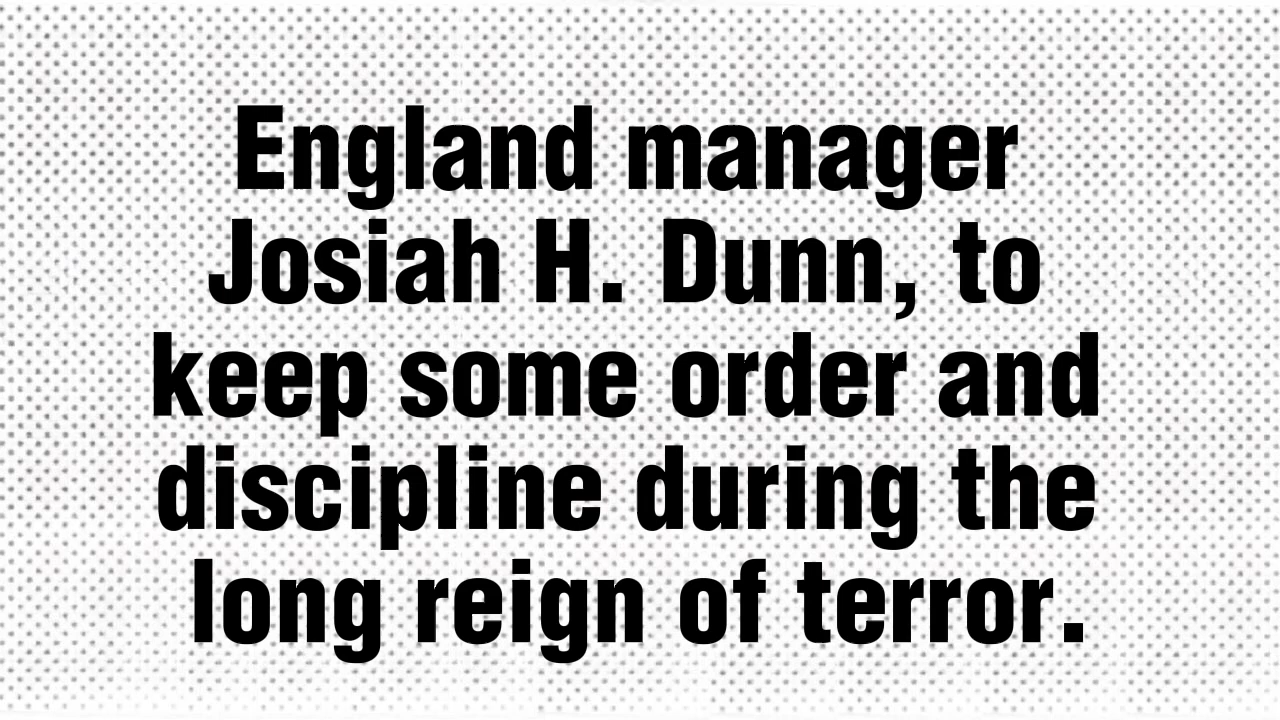 England manager
Josiah H. Dunn, to
keep some order and
discipline during the
long reign of terror.